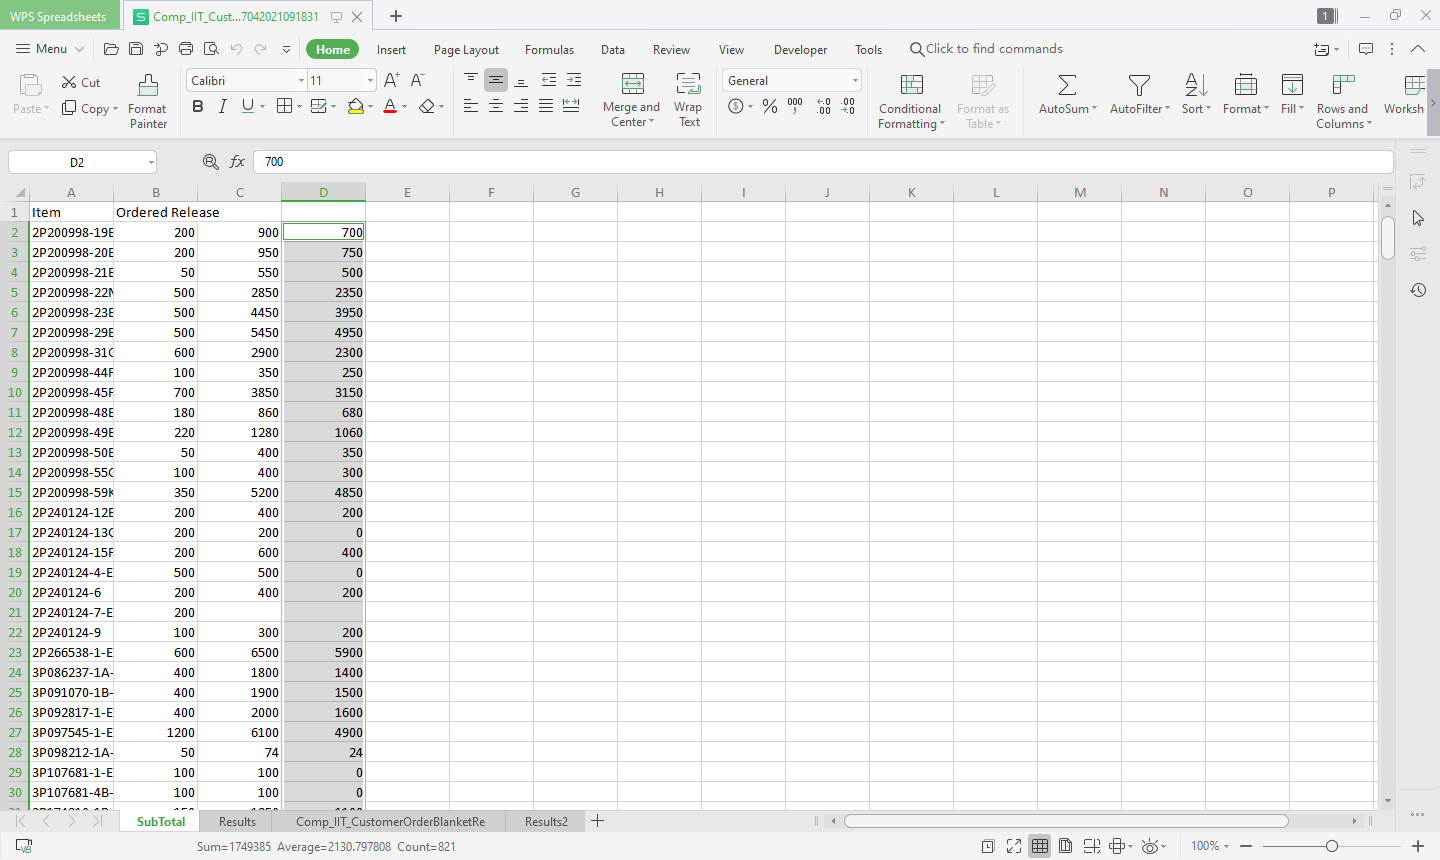 WPS Spreadsheets
Comp_IIT_Cust...7042021091831
1
Menu
Home Insert Page Layout Formulas Data Review View Developer Tools Click to find commands
Paste
Cut
Copy
Format Painter
Calibri 11
B I U A
Merge and Center
Wrap Text
General
Conditional Formatting
Format as Table
AutoSum
AutoFilter
Sort
Format
Fill
Rows and Columns
Worksh
D2 fx 700
A B C D E F G H I J K L M N O P
1 Item Ordered Release
2 2P200998-19E 200 900 700
3 2P200998-20E 200 950 750
4 2P200998-21E 50 550 500
5 2P200998-22M 500 2850 2350
6 2P200998-23E 500 4450 3950
7 2P200998-29E 500 5450 4950
8 2P200998-31C 600 2900 2300
9 2P200998-44F 100 350 250
10 2P200998-45F 700 3850 3150
11 2P200998-48E 180 860 680
12 2P200998-49E 220 1280 1060
13 2P200998-50E 50 400 350
14 2P200998-55C 100 400 300
15 2P200998-59K 350 5200 4850
16 2P240124-12E 200 400 200
17 2P240124-13C 200 200 0
18 2P240124-15F 200 600 400
19 2P240124-4-E 500 500 0
20 2P240124-6 200 400 200
21 2P240124-7-E 200
22 2P240124-9 100 300 200
23 2P266538-1-E 600 6500 5900
24 3P086237-1A- 400 1800 1400
25 3P091070-1B- 400 1900 1500
26 3P092817-1-E 400 2000 1600
27 3P097545-1-E 1200 6100 4900
28 3P098212-1A- 50 74 24
29 3P107681-1-E 100 100 0
30 3P107681-4B- 100 100 0
SubTotal Results Comp_IIT_CustomerOrderBlanketRe Results2
Sum=1749385 Average=2130.797808 Count=821
100%